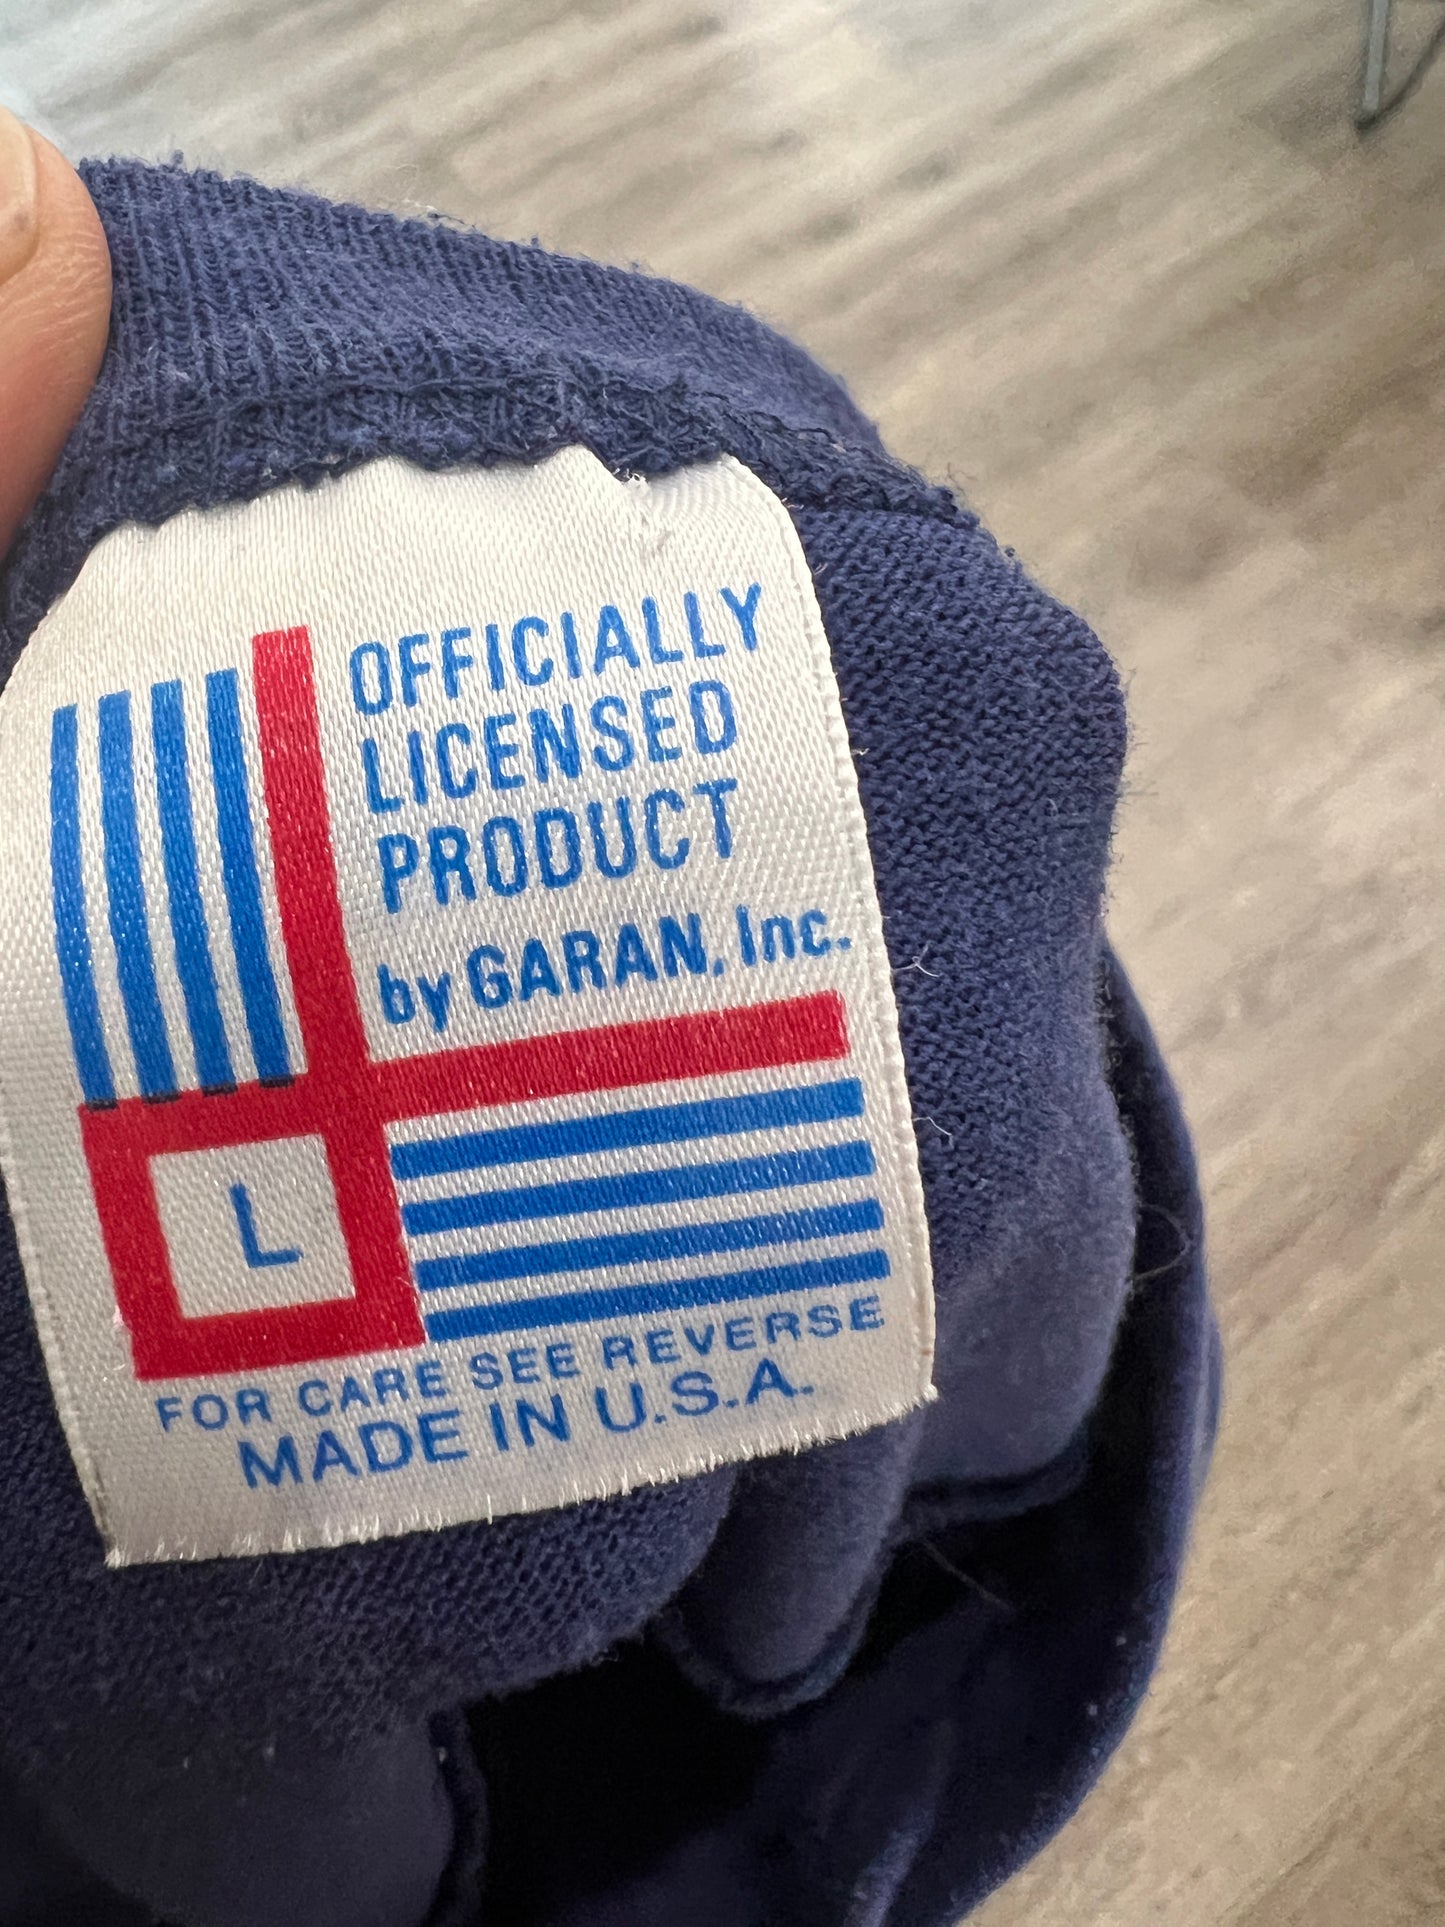 OFFICIALLY
LICENSED
PRODUCT
by GARAN, Inc.
L
FOR CARE SEE REVERSE
MADE IN U.S.A.